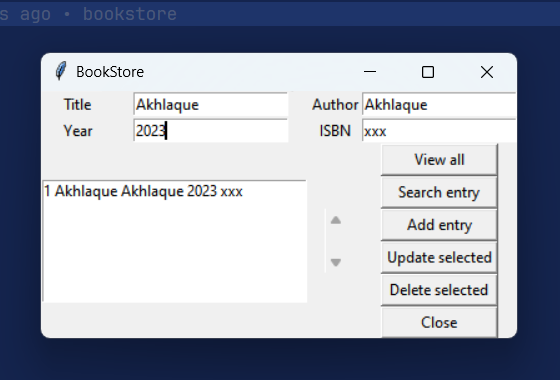 s ago • bookstore
BookStore
Title Akhlaque Author Akhlaque
Year 2023 ISBN xxx
View all
1 Akhlaque Akhlaque 2023 xxx
Search entry
Add entry
Update selected
Delete selected
Close